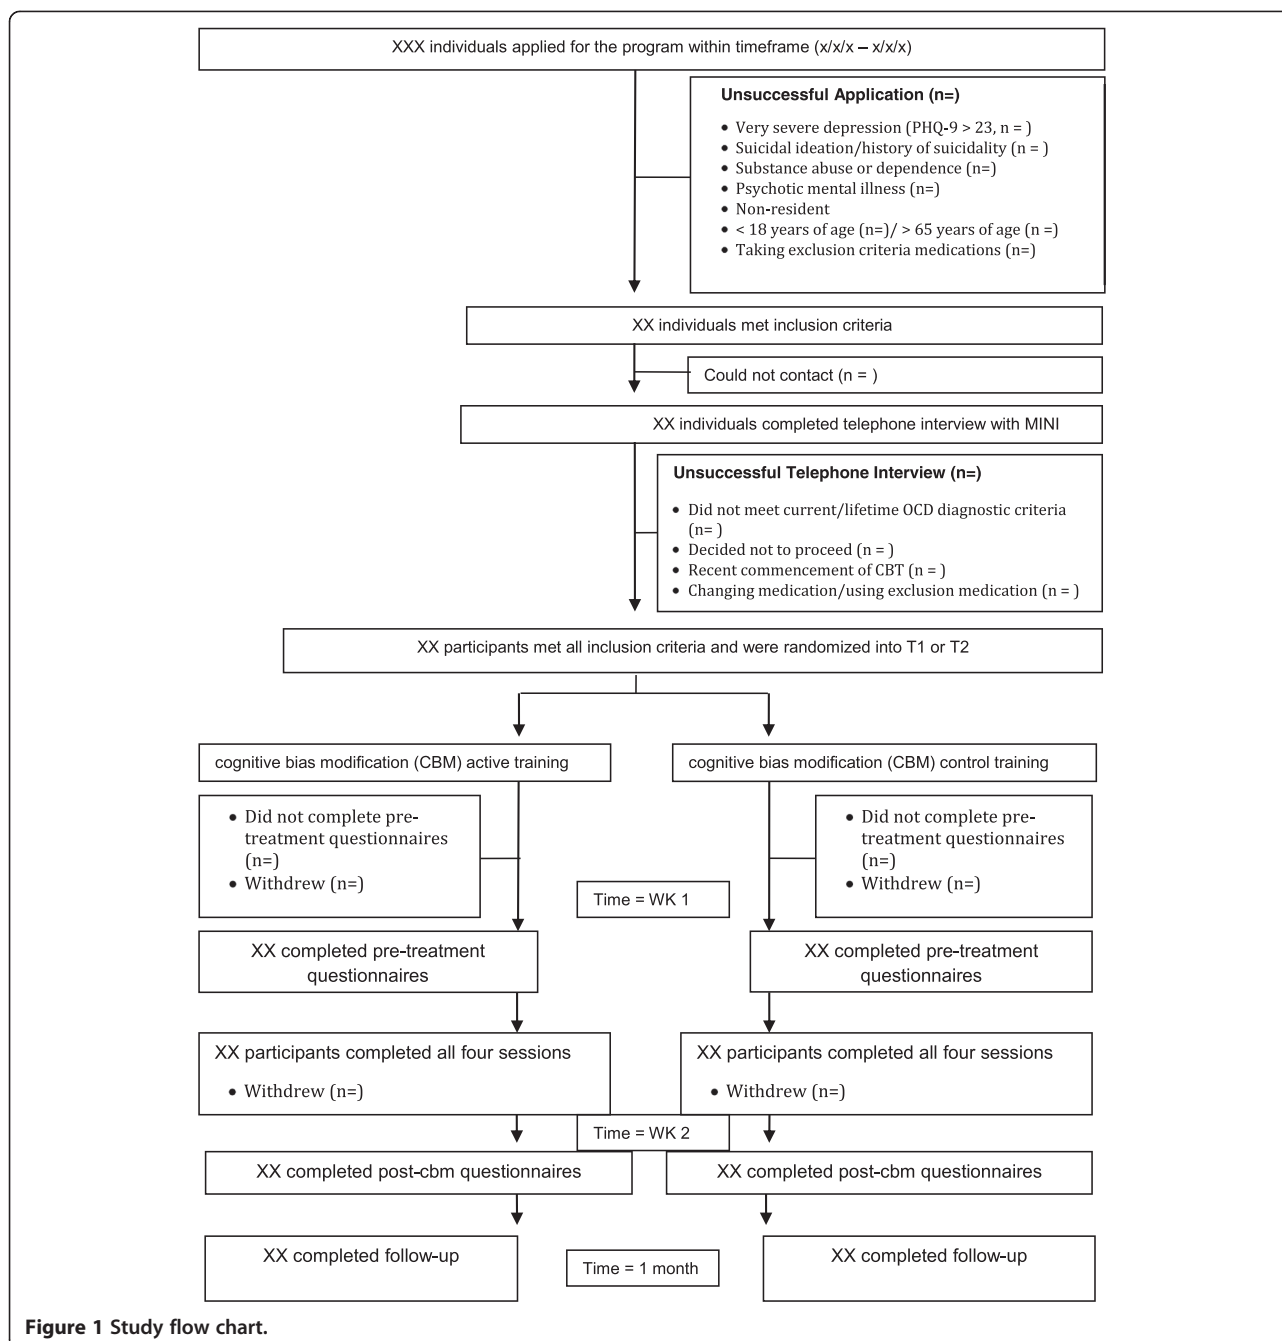 XXX individuals applied for the program within timeframe (x/x/x – x/x/x)
Unsuccessful Application (n=)
• Very severe depression (PHQ-9 > 23, n = )
• Suicidal ideation/history of suicidality (n = )
• Substance abuse or dependence (n=)
• Psychotic mental illness (n=)
• Non-resident
• < 18 years of age (n=)/ > 65 years of age (n =)
• Taking exclusion criteria medications (n=)
XX individuals met inclusion criteria
Could not contact (n = )
XX individuals completed telephone interview with MINI
Unsuccessful Telephone Interview (n=)
• Did not meet current/lifetime OCD diagnostic criteria
(n= )
• Decided not to proceed (n = )
• Recent commencement of CBT (n = )
• Changing medication/using exclusion medication (n = )
XX participants met all inclusion criteria and were randomized into T1 or T2
cognitive bias modification (CBM) active training
cognitive bias modification (CBM) control training
• Did not complete pre-
treatment questionnaires
(n=)
• Withdrew (n=)
• Did not complete pre-
treatment questionnaires
(n=)
• Withdrew (n=)
Time = WK 1
XX completed pre-treatment
questionnaires
XX completed pre-treatment
questionnaires
XX participants completed all four sessions
• Withdrew (n=)
XX participants completed all four sessions
• Withdrew (n=)
Time = WK 2
XX completed post-cbm questionnaires
XX completed post-cbm questionnaires
XX completed follow-up
XX completed follow-up
Time = 1 month
Figure 1 Study flow chart.